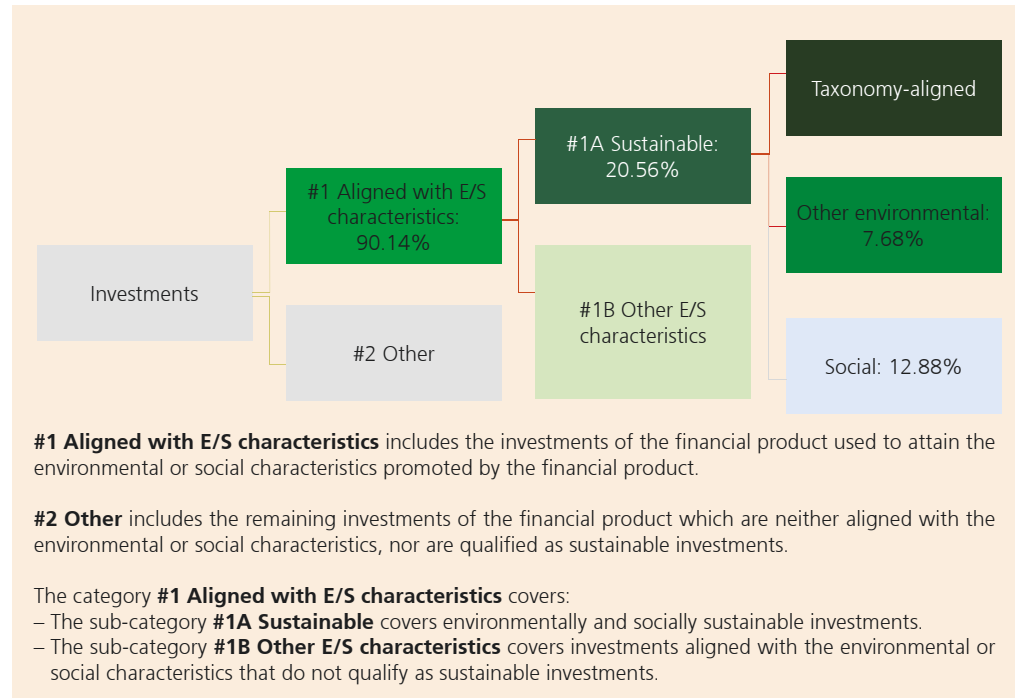 Taxonomy-aligned
#1A Sustainable:
20.56%
#1 Aligned with E/S
characteristics:
90.14%
Other environmental:
7.68%
Investments
#1B Other E/S
characteristics
#2 Other
Social: 12.88%
#1 Aligned with E/S characteristics includes the investments of the financial product used to attain the
environmental or social characteristics promoted by the financial product.
#2 Other includes the remaining investments of the financial product which are neither aligned with the
environmental or social characteristics, nor are qualified as sustainable investments.
The category #1 Aligned with E/S characteristics covers:
– The sub-category #1A Sustainable covers environmentally and socially sustainable investments.
– The sub-category #1B Other E/S characteristics covers investments aligned with the environmental or
social characteristics that do not qualify as sustainable investments.